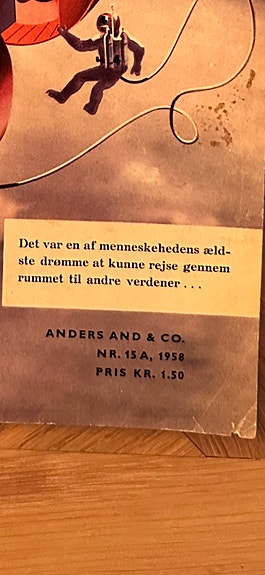 Det var en af menneskehedens æld-
ste drømme at kunne rejse gennem
rummet til andre verdener . . .
ANDERS AND & CO.
NR. 15 A, 1958
PRIS KR. 1.50